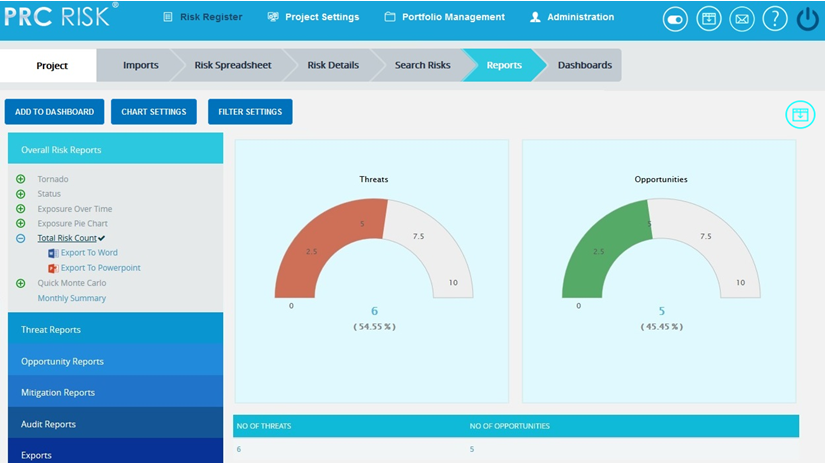 PRC RISK®
Risk Register
Project Settings
Portfolio Management
Administration
?
Project
Imports
Risk Spreadsheet
Risk Details
Search Risks
Reports
Dashboards
ADD TO DASHBOARD
CHART SETTINGS
FILTER SETTINGS
Overall Risk Reports
Tornado
Status
Exposure Over Time
Exposure Pie Chart
Total Risk Count
Export To Word
Export To Powerpoint
Quick Monte Carlo
Monthly Summary
Threat Reports
Opportunity Reports
Mitigation Reports
Audit Reports
Exports
Threats
0
2.5
5
7.5
10
6
( 54.55 % )
Opportunities
0
2.5
5
7.5
10
5
( 45.45 % )
NO OF THREATS
NO OF OPPORTUNITIES
6
5